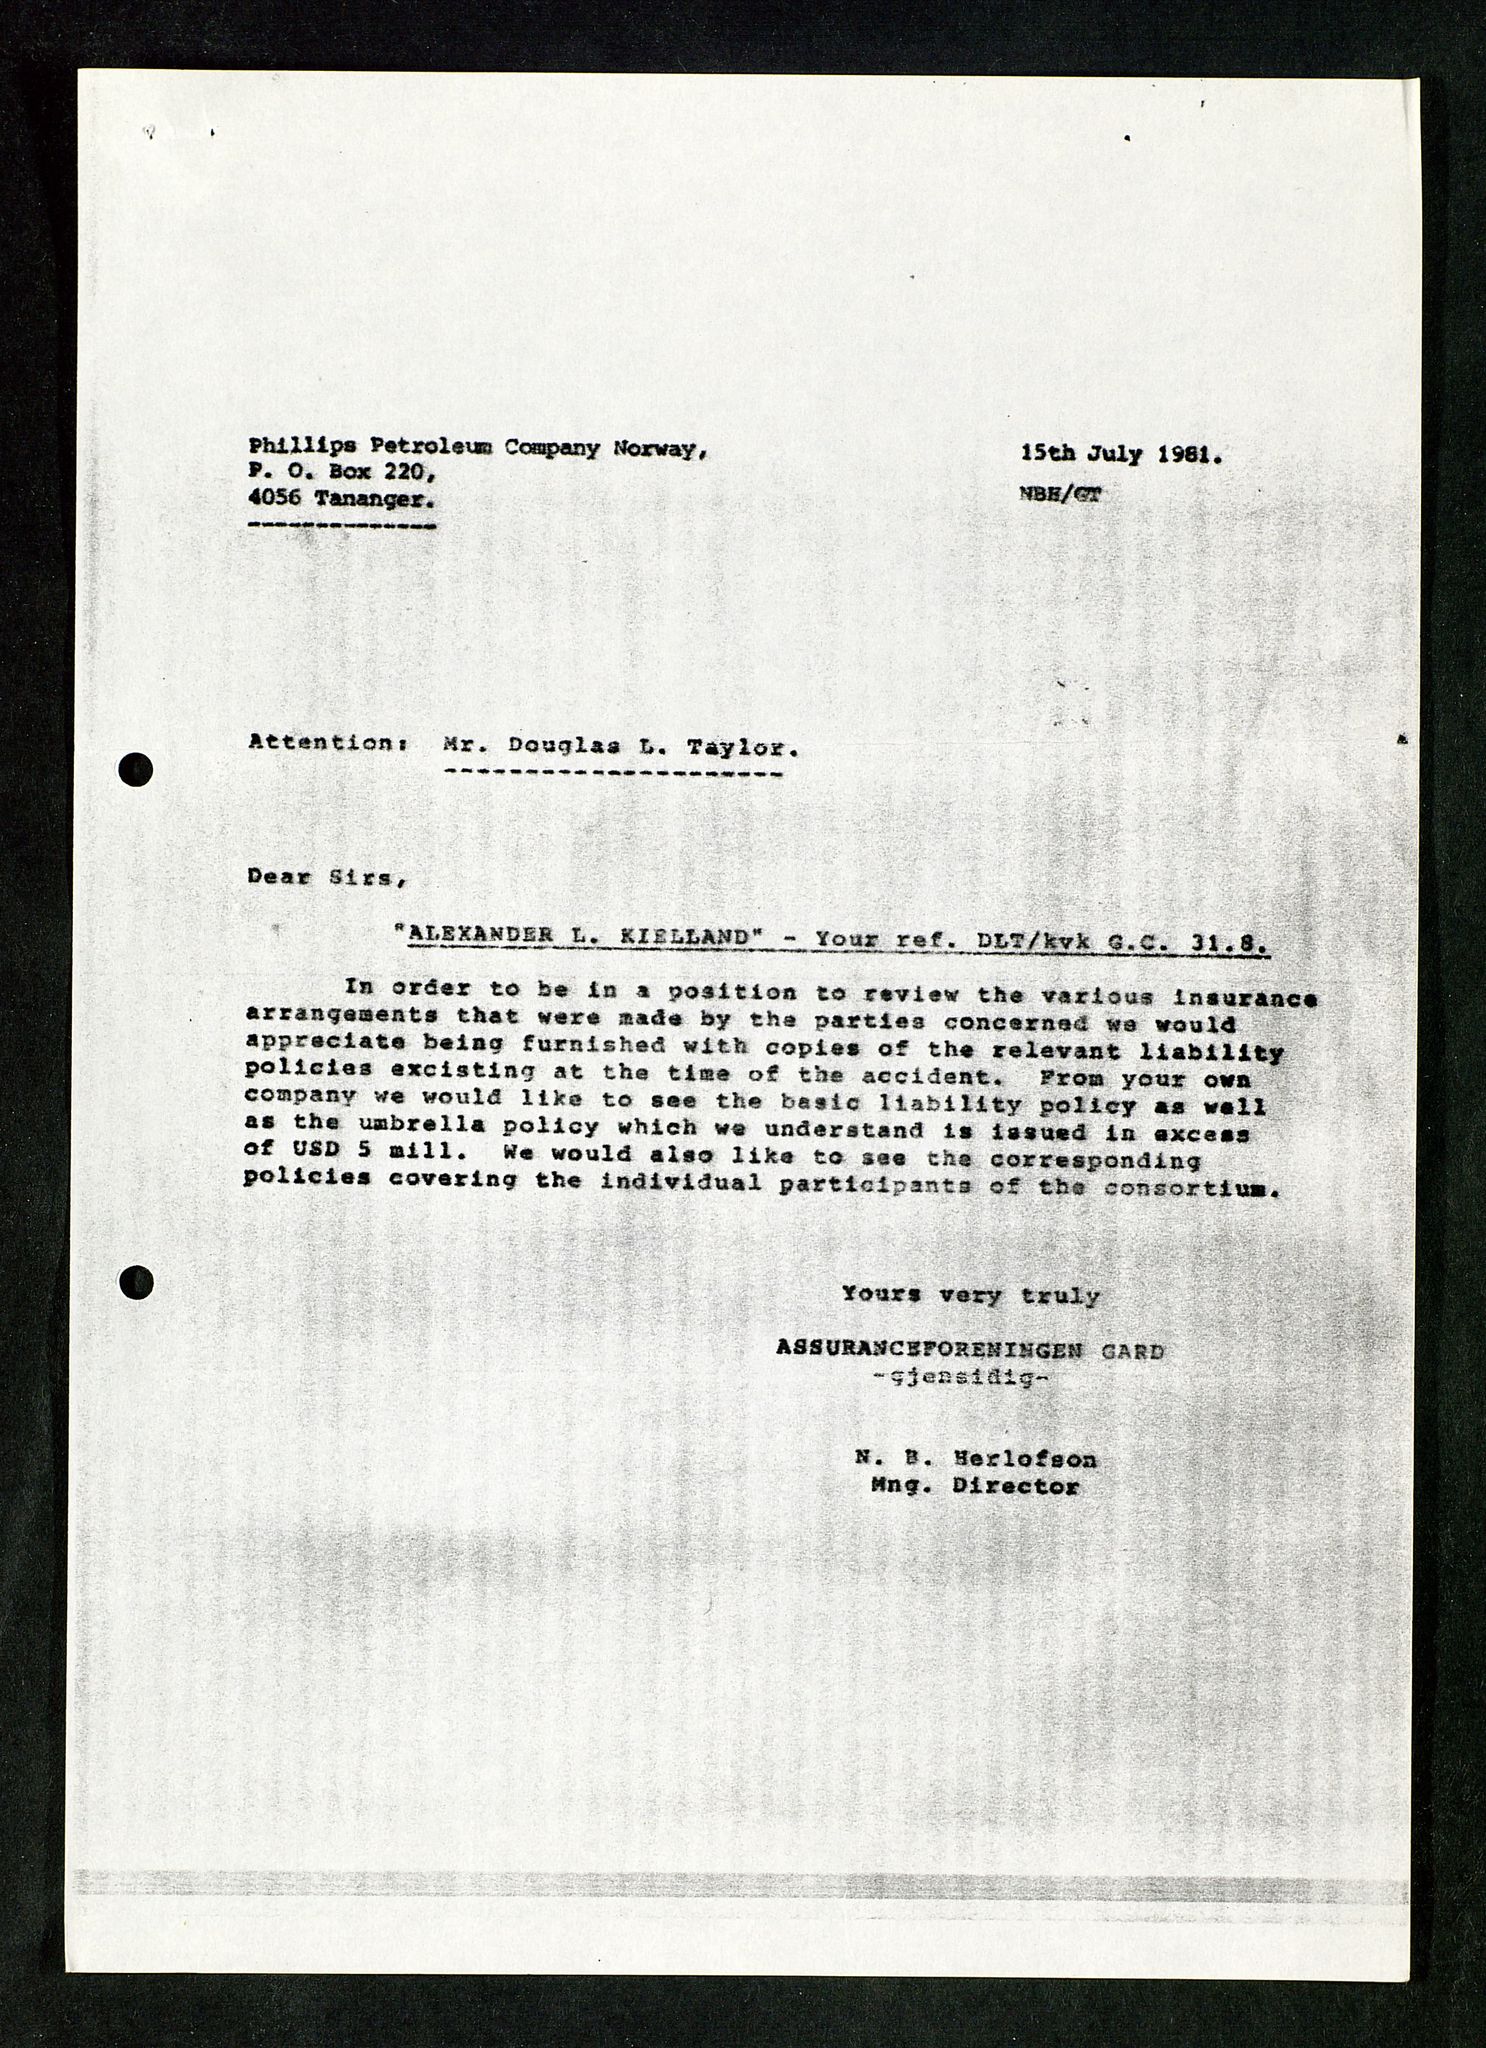 Phillips Petroleum Company Norway,
P. O. Box 220,
4056 Tananger.
15th July 1981.
NBH/GT
Attention: Mr. Douglas L. Taylor.
Dear Sirs,
"ALEXANDER L. KIELLAND" - Your ref. DLT/kvk G.C. 31.8.
In order to be in a position to review the various insurance
arrangements that were made by the parties concerned we would
appreciate being furnished with copies of the relevant liability
policies excisting at the time of the accident. From your own
company we would like to see the basic liability policy as well
as the umbrella policy which we understand is issued in excess
of USD 5 mill. We would also like to see the corresponding
policies covering the individual participants of the consortium.
Yours very truly
ASSURANCEFORENINGEN GARD
-gjensidig-
N. B. Herlofson
Mng. Director